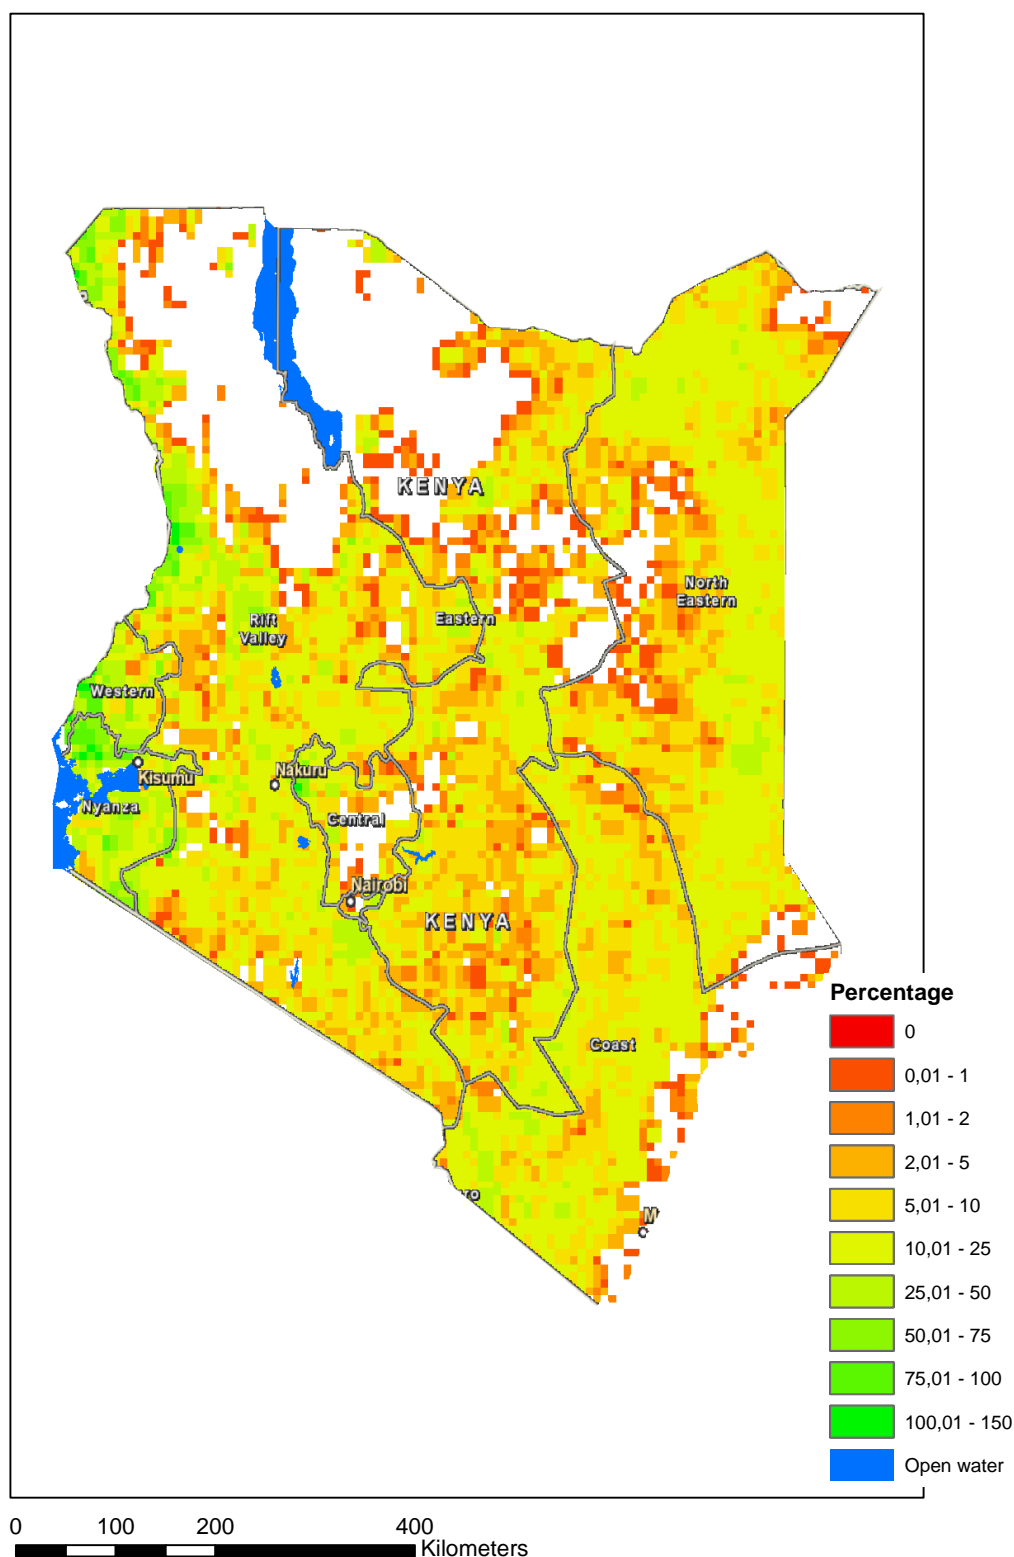 KENYA
North
Eastern
Rift
Valley
Eastern
Western
Kisumu
Nakuru
Nyanza
Central
Nairobi
KENYA
Coast
ro
M
Percentage
0
0,01 - 1
1,01 - 2
2,01 - 5
5,01 - 10
10,01 - 25
25,01 - 50
50,01 - 75
75,01 - 100
100,01 - 150
Open water
0 100 200 400
Kilometers